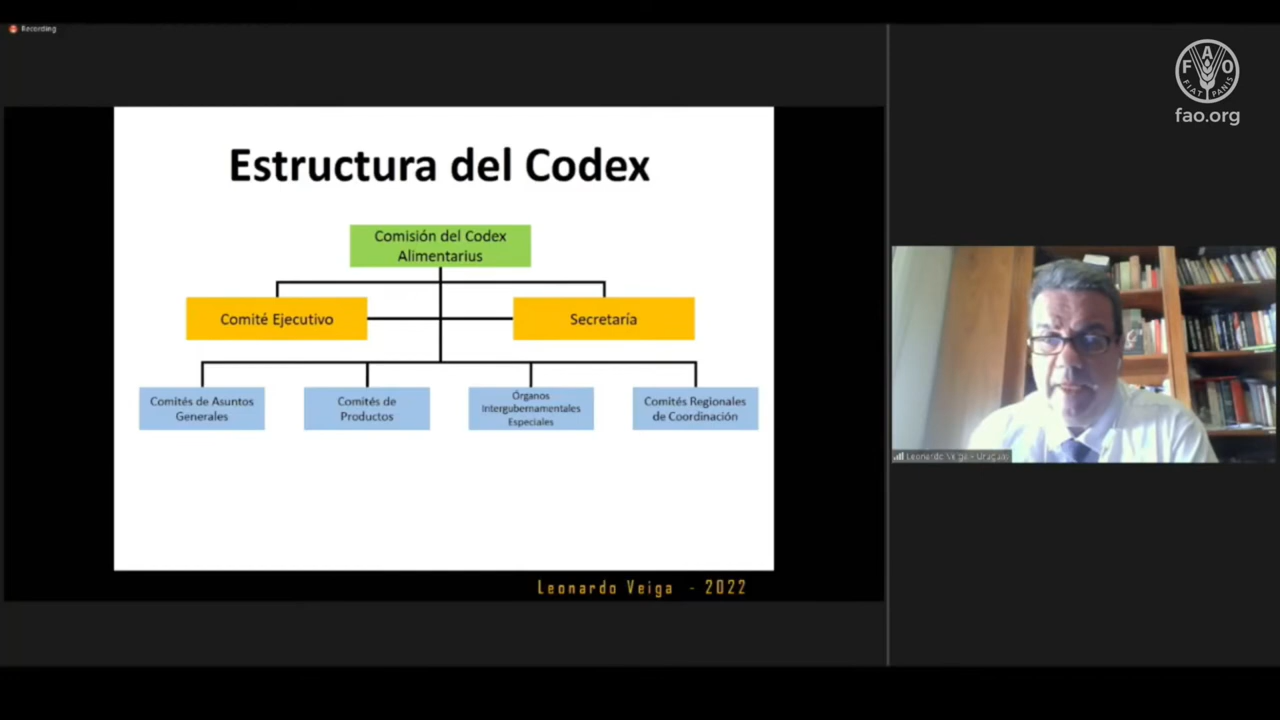 Recording
FAO
FIAT PANIS
fao.org
Estructura del Codex
Comisión del Codex
Alimentarius
Comité Ejecutivo
Secretaría
Comités de Asuntos
Generales
Comités de
Productos
Órganos
Intergubernamentales
Especiales
Comités Regionales
de Coordinación
Leonardo Veiga - Uruguay
Leonardo Veiga - 2022